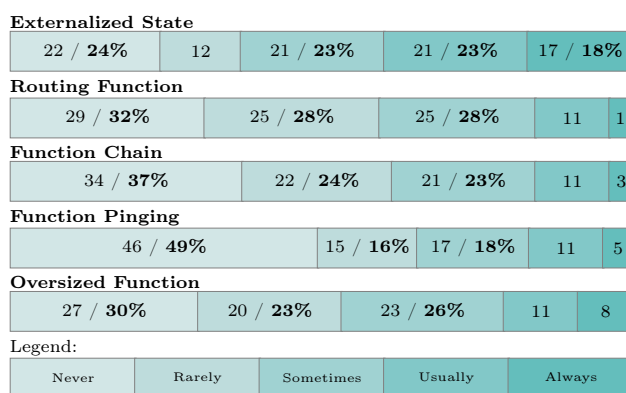 Externalized State
22 / 24% 12 21 / 23% 21 / 23% 17 / 18%
Routing Function
29 / 32% 25 / 28% 25 / 28% 11 1
Function Chain
34 / 37% 22 / 24% 21 / 23% 11 3
Function Pinging
46 / 49% 15 / 16% 17 / 18% 11 5
Oversized Function
27 / 30% 20 / 23% 23 / 26% 11 8
Legend:
Never Rarely Sometimes Usually Always